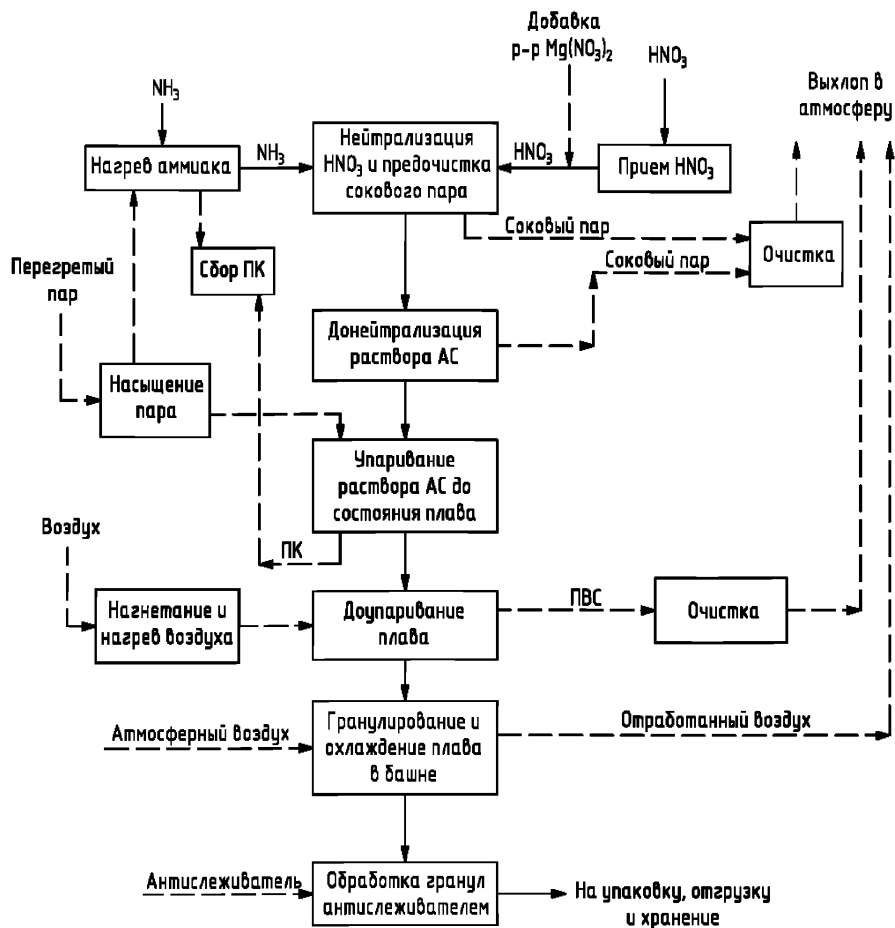 Добавка
р-р Mg(NO₃)₂
HNO₃
Выхлоп в
атмосферу
NH₃
Нагрев аммиака
NH₃
Нейтрализация
HNO₃ и предочистка
сокового пара
HNO₃
Прием HNO₃
Соковый пар
Очистка
Соковый пар
Сбор ПК
Перегретый
пар
Донейтрализация
раствора АС
Насыщение
пара
Упаривание
раствора АС до
состояния плава
ПК
Воздух
Нагнетание и
нагрев воздуха
Доупаривание
плава
ПВС
Очистка
Атмосферный воздух
Гранулирование и
охлаждение плава
в башне
Отработанный воздух
Антислеживатель
Обработка гранул
антислеживателем
На упаковку, отгрузку
и хранение